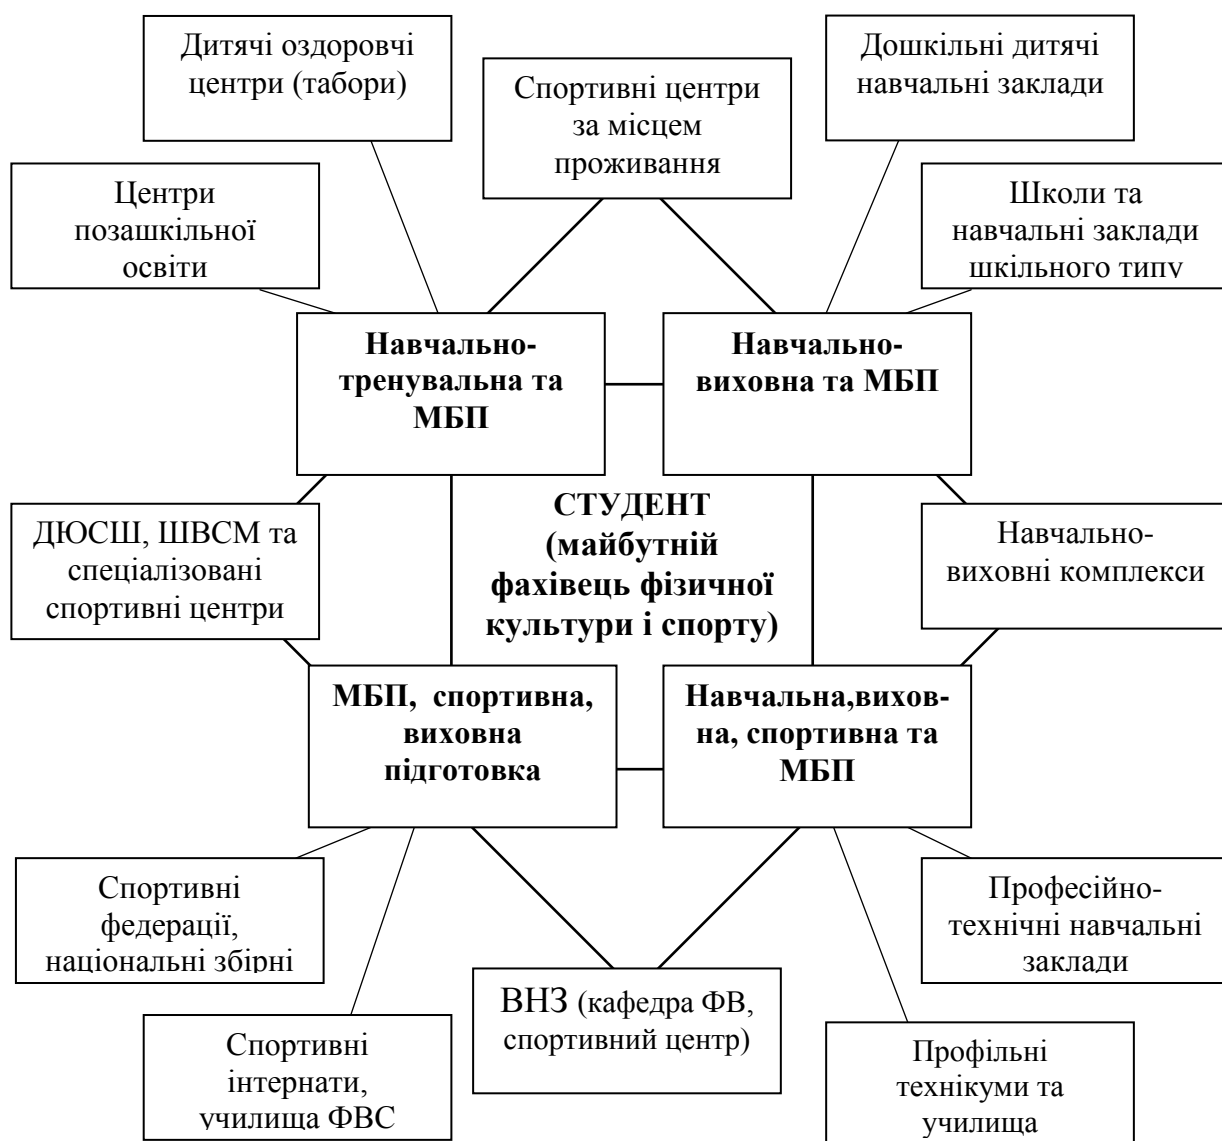 Дитячі оздоровчі
центри (табори)
Спортивні центри
за місцем
проживання
Дошкільні дитячі
навчальні заклади
Центри
позашкільної
освіти
Школи та
навчальні заклади
шкільного типу
Навчально-
тренувальна та
МБП
Навчально-
виховна та МБП
ДЮСШ, ШВСМ та
спеціалізовані
спортивні центри
СТУДЕНТ
(майбутній
фахівець фізичної
культури і спорту)
Навчально-
виховні комплекси
МБП, спортивна,
виховна
підготовка
Навчальна,вихов-
на, спортивна та
МБП
Спортивні
федерації,
національні збірні
ВНЗ (кафедра ФВ,
спортивний центр)
Професійно-
технічні навчальні
заклади
Спортивні
інтернати,
училища ФВС
Профільні
технікуми та
училища